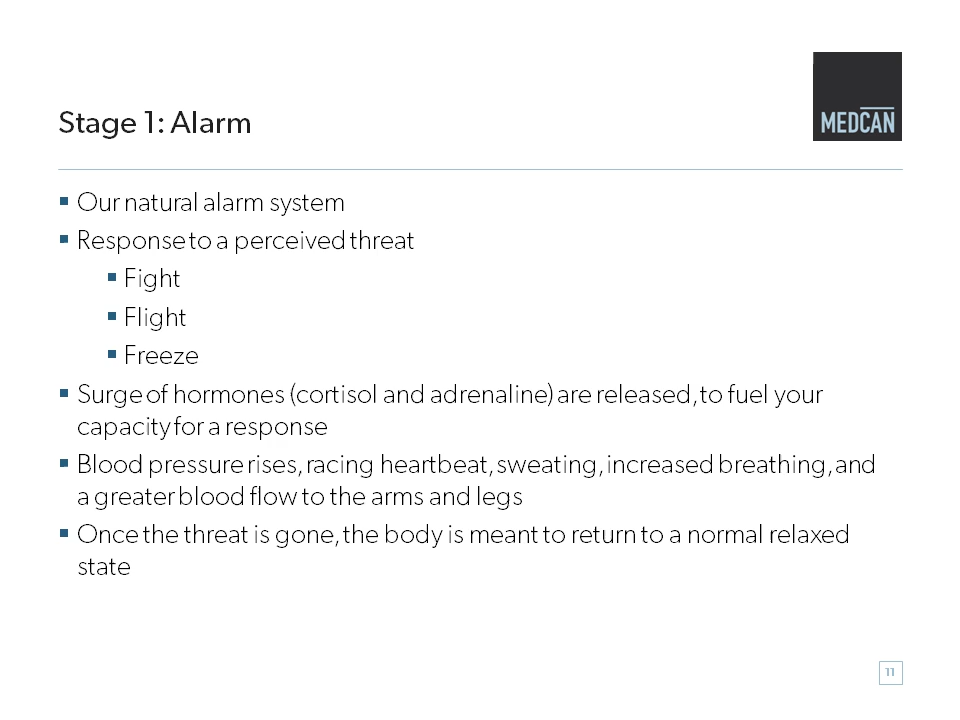 MEDCAN
Stage 1: Alarm
▪ Our natural alarm system
▪ Response to a perceived threat
▪ Fight
▪ Flight
▪ Freeze
▪ Surge of hormones (cortisol and adrenaline) are released, to fuel your
capacity for a response
▪ Blood pressure rises, racing heartbeat, sweating, increased breathing, and
a greater blood flow to the arms and legs
▪ Once the threat is gone, the body is meant to return to a normal relaxed
state
11